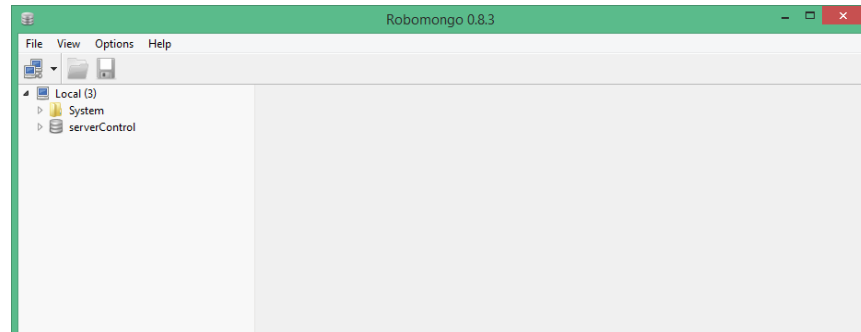 Robomongo 0.8.3
File View Options Help
Local (3)
System
serverControl